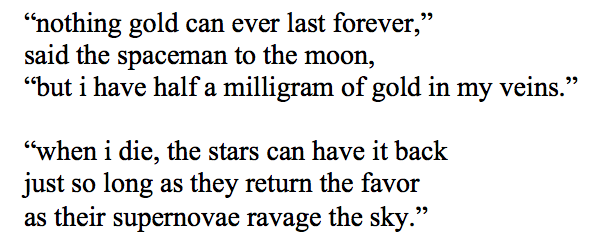 “nothing gold can ever last forever,”
said the spaceman to the moon,
“but i have half a milligram of gold in my veins.”

“when i die, the stars can have it back
just so long as they return the favor
as their supernovae ravage the sky.”